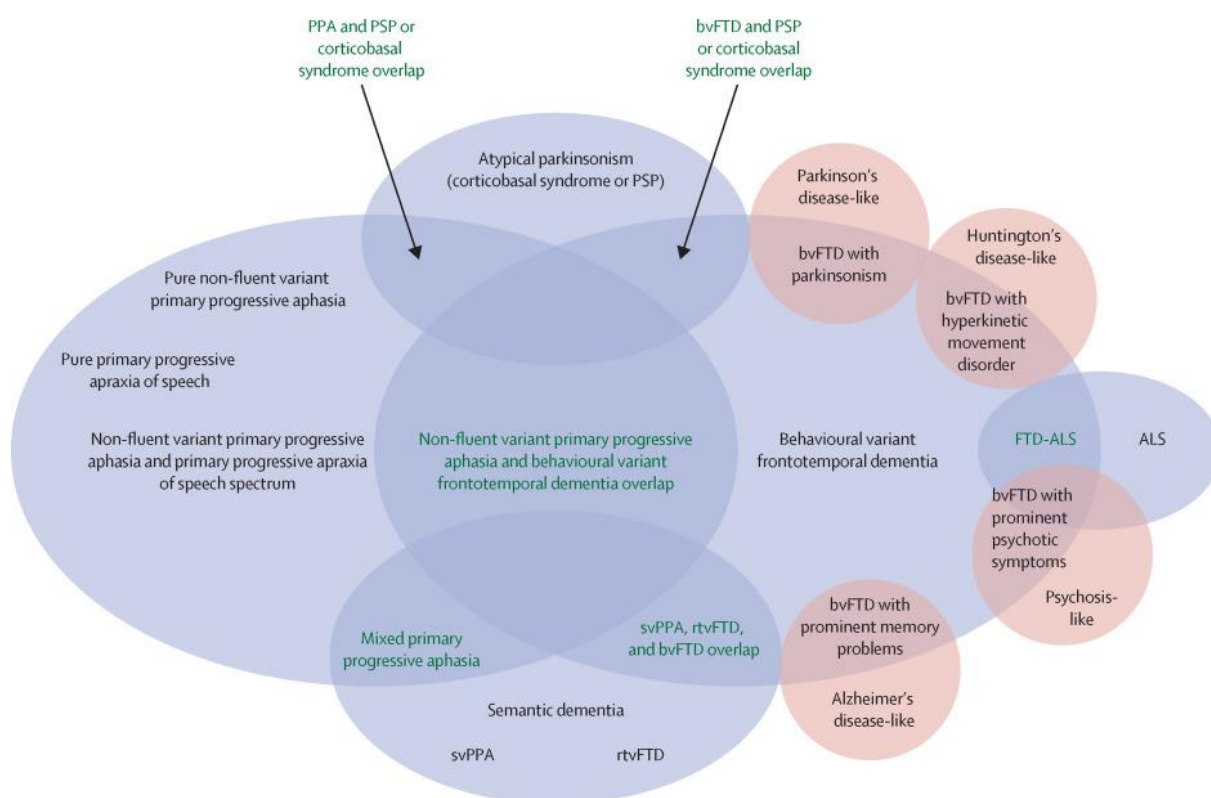 PPA and PSP or
corticobasal
syndrome overlap
bvFTD and PSP
or corticobasal
syndrome overlap
Atypical parkinsonism
(corticobasal syndrome or PSP)
Parkinson's
disease-like
bvFTD with
parkinsonism
Huntington's
disease-like
bvFTD with
hyperkinetic
movement
disorder
Pure non-fluent variant
primary progressive aphasia
Pure primary progressive
apraxia of speech
Non-fluent variant primary progressive
aphasia and primary progressive apraxia
of speech spectrum
Non-fluent variant primary progressive
aphasia and behavioural variant
frontotemporal dementia overlap
Behavioural variant
frontotemporal dementia
FTD-ALS
ALS
bvFTD with
prominent
psychotic
symptoms
Psychosis-
like
Mixed primary
progressive aphasia
svPPA, rtvFTD,
and bvFTD overlap
bvFTD with
prominent memory
problems
Alzheimer's
disease-like
Semantic dementia
svPPA
rtvFTD